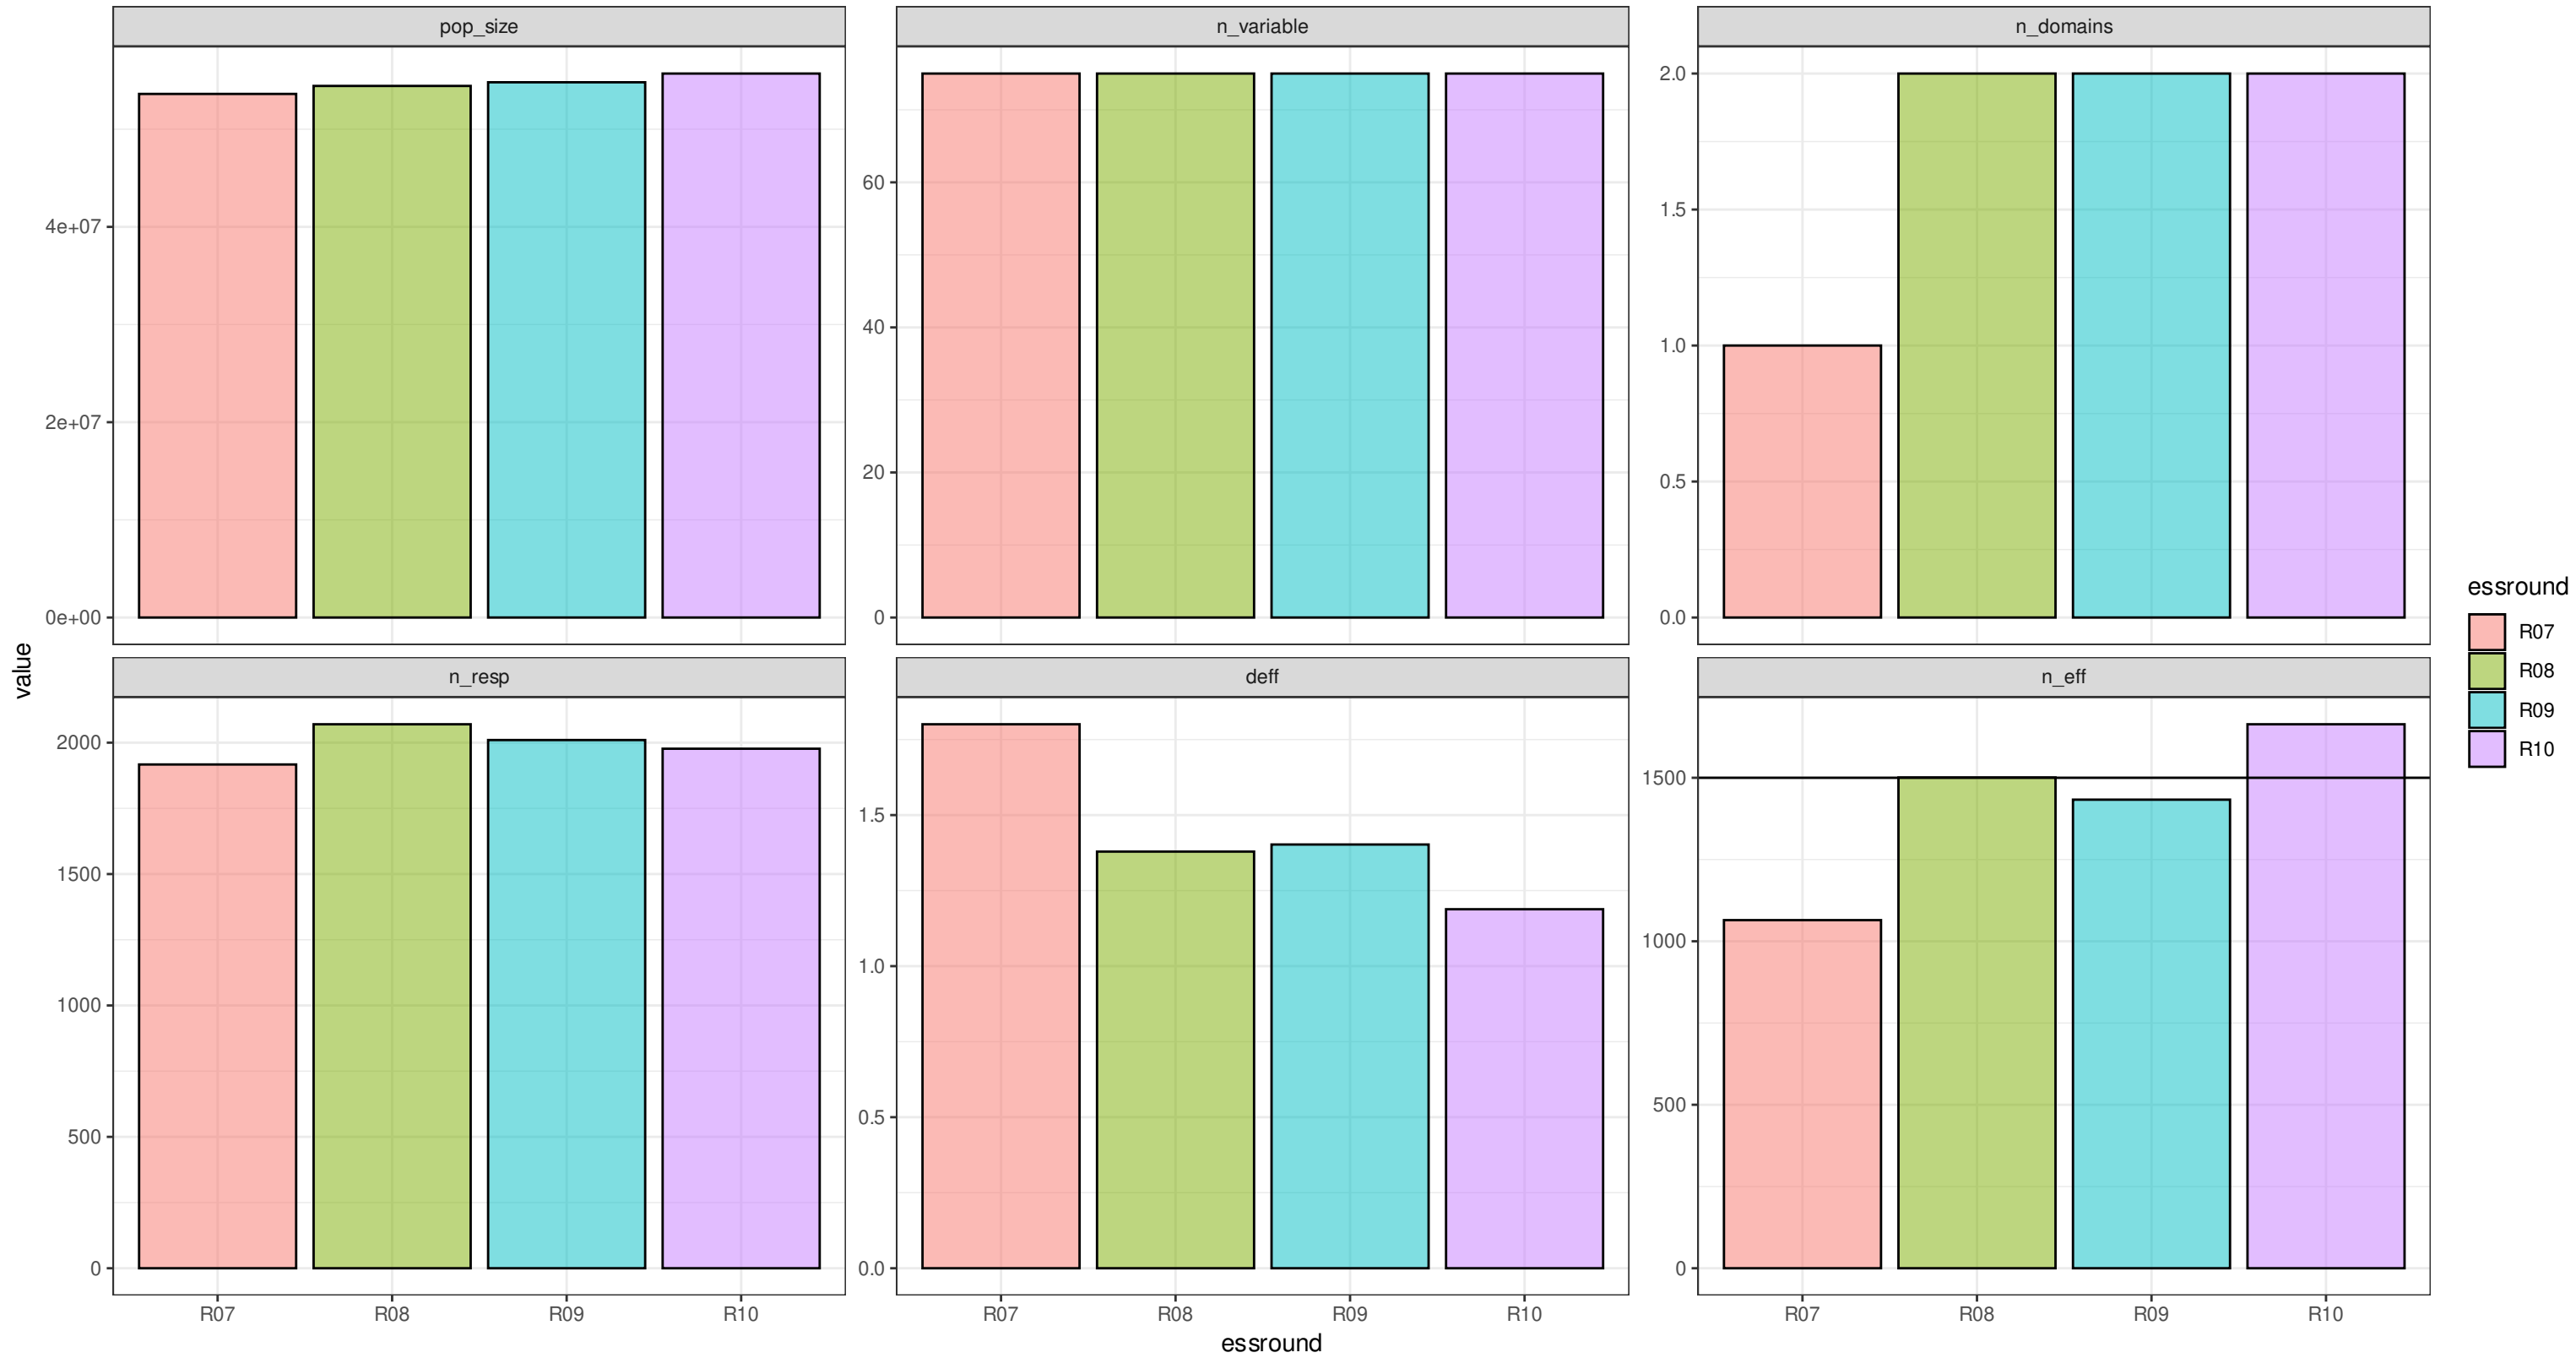 pop_size
n_variable
n_domains
4e+07
2e+07
0e+00
60
40
20
0
2.0
1.5
1.0
0.5
0.0
n_resp
deff
n_eff
2000
1500
1000
500
0
1.5
1.0
0.5
0.0
1500
1000
500
0
R07 R08 R09 R10
R07 R08 R09 R10
R07 R08 R09 R10
value
essround
essround
R07
R08
R09
R10